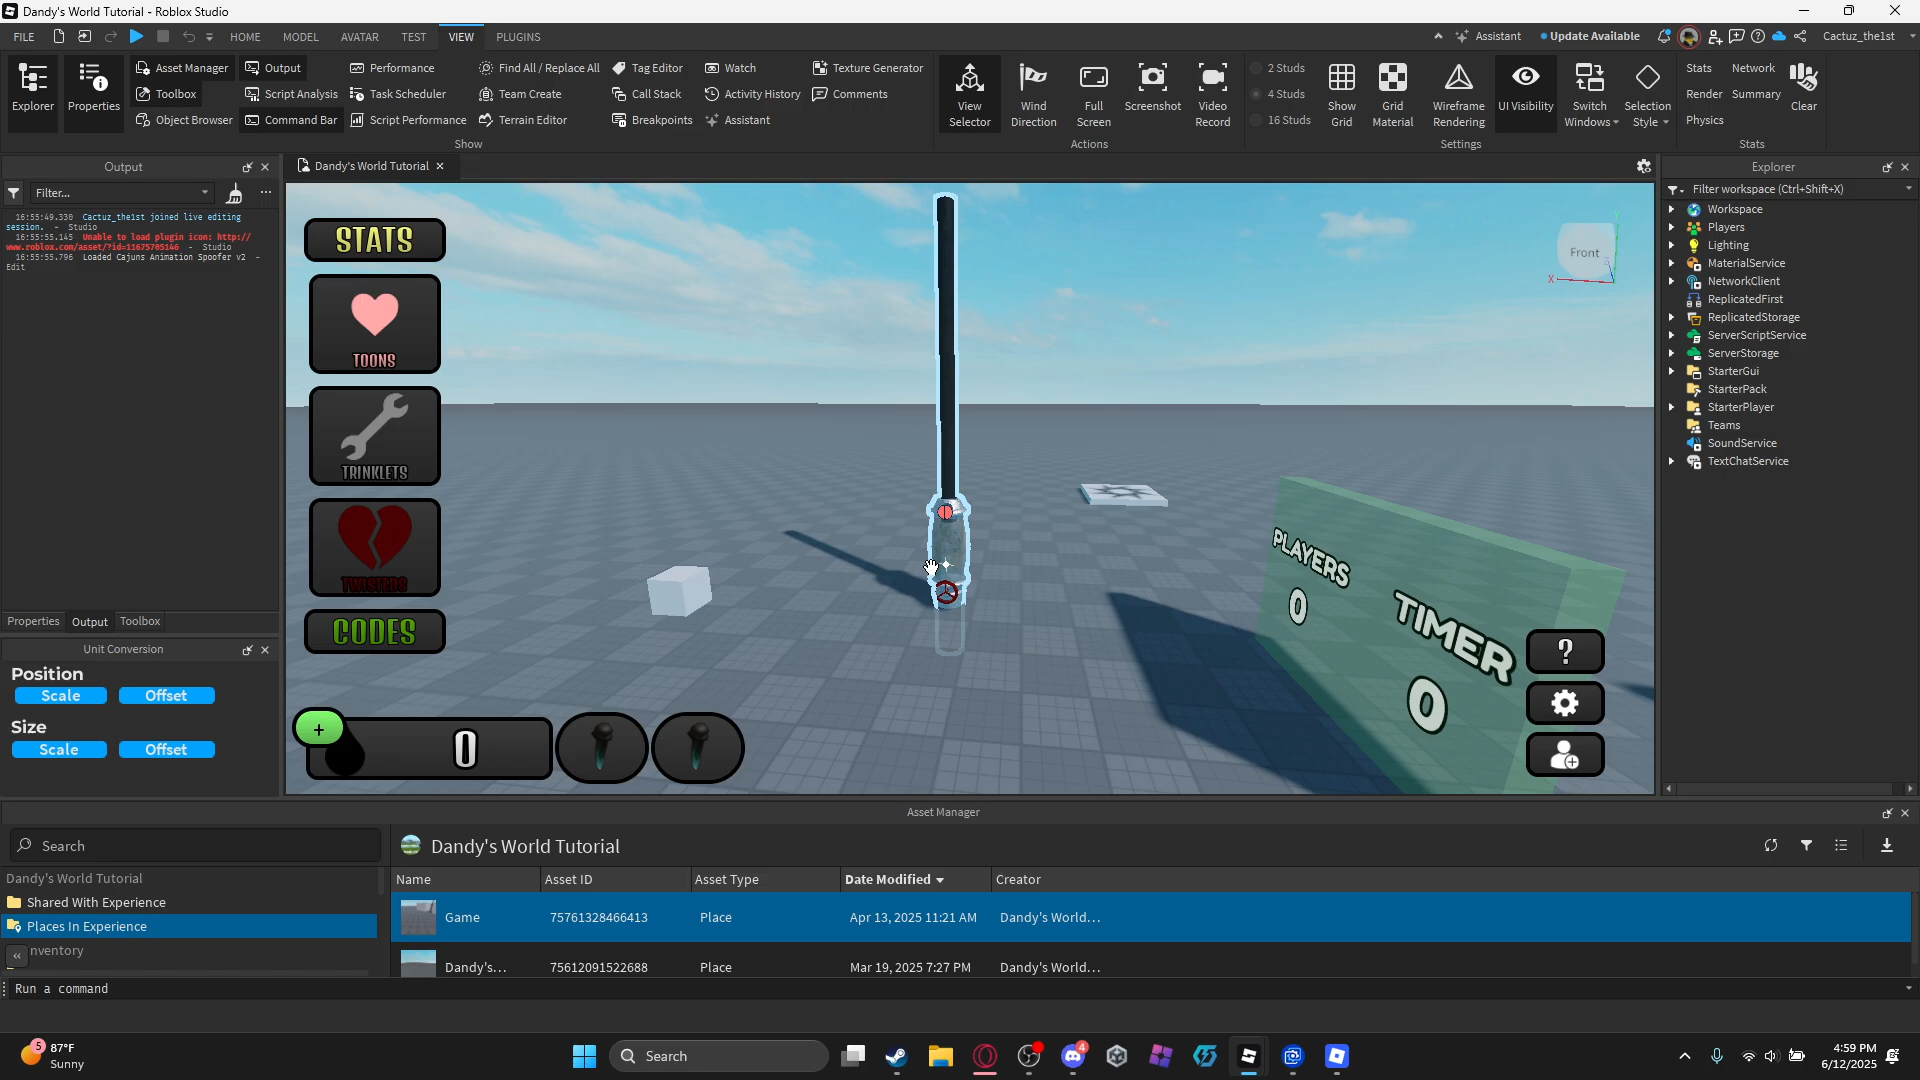 Dandy's World Tutorial - Roblox Studio
FILE HOME MODEL AVATAR TEST VIEW PLUGINS Assistant Update Available Cactuz_the1st
Explorer
Properties
Asset Manager Output Performance Find All / Replace All Tag Editor Watch Texture Generator
Toolbox Script Analysis Task Scheduler Team Create Call Stack Activity History Comments
Object Browser Command Bar Script Performance Terrain Editor Breakpoints Assistant
Show
View Selector
Wind Direction
Full Screen
Screenshot
Video Record
Actions
2 Studs
4 Studs
16 Studs
Show Grid
Grid Material
Wireframe Rendering
UI Visibility
Switch Windows
Selection Style
Settings
Stats Network
Render Summary
Physics
Clear
Stats
Output
Filter...
16:55:49.330 Cactuz_the1st joined live editing
session. - Studio
16:55:55.145 Unable to load plugin icon: http://
www.roblox.com/asset/?id=11675705146 - Studio
16:55:55.796 Loaded Cajuns Animation Spoofer v2 -
Edit
Properties Output Toolbox
Unit Conversion
Position
Scale Offset
Size
Scale Offset
Dandy's World Tutorial
STATS
TOONS
TRINKLETS
TWISTERS
CODES
+
0
Front
X
Y
Z
PLAYERS
0
TIMER
0
?
Explorer
Filter workspace (Ctrl+Shift+X)
Workspace
Players
Lighting
MaterialService
NetworkClient
ReplicatedFirst
ReplicatedStorage
ServerScriptService
ServerStorage
StarterGui
StarterPack
StarterPlayer
Teams
SoundService
TextChatService
Asset Manager
Search
Dandy's World Tutorial
Shared With Experience
Places In Experience
nventory
«
Dandy's World Tutorial
Name Asset ID Asset Type Date Modified Creator
Game 75761328466413 Place Apr 13, 2025 11:21 AM Dandy's World...
Dandy's... 75612091522688 Place Mar 19, 2025 7:27 PM Dandy's World...
Run a command
5
87°F
Sunny
Search
4
4:59 PM
6/12/2025